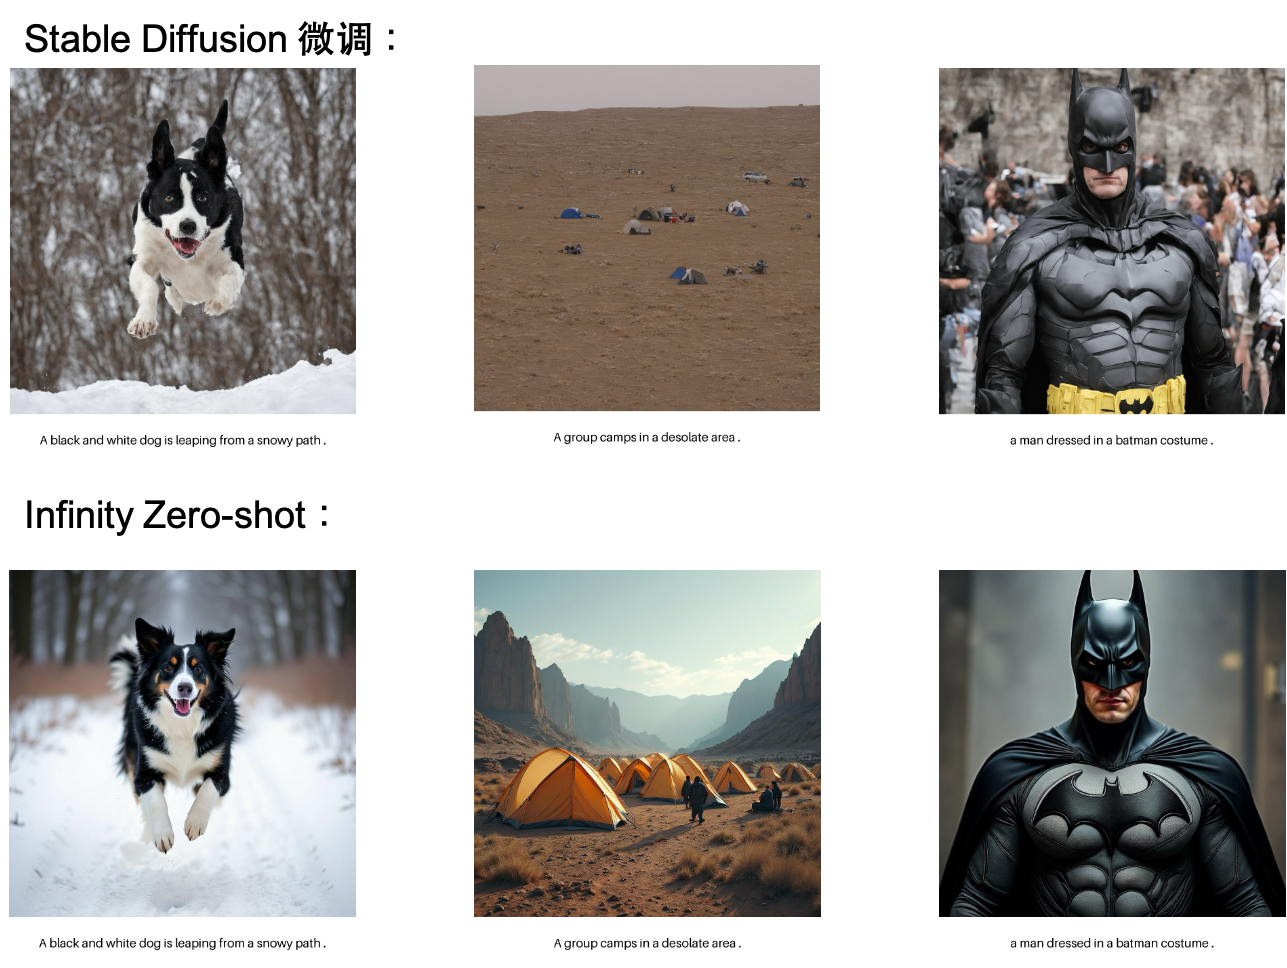 Stable Diffusion 微调：
A black and white dog is leaping from a snowy path .
A group camps in a desolate area .
a man dressed in a batman costume .
Infinity Zero-shot：
A black and white dog is leaping from a snowy path .
A group camps in a desolate area .
a man dressed in a batman costume .